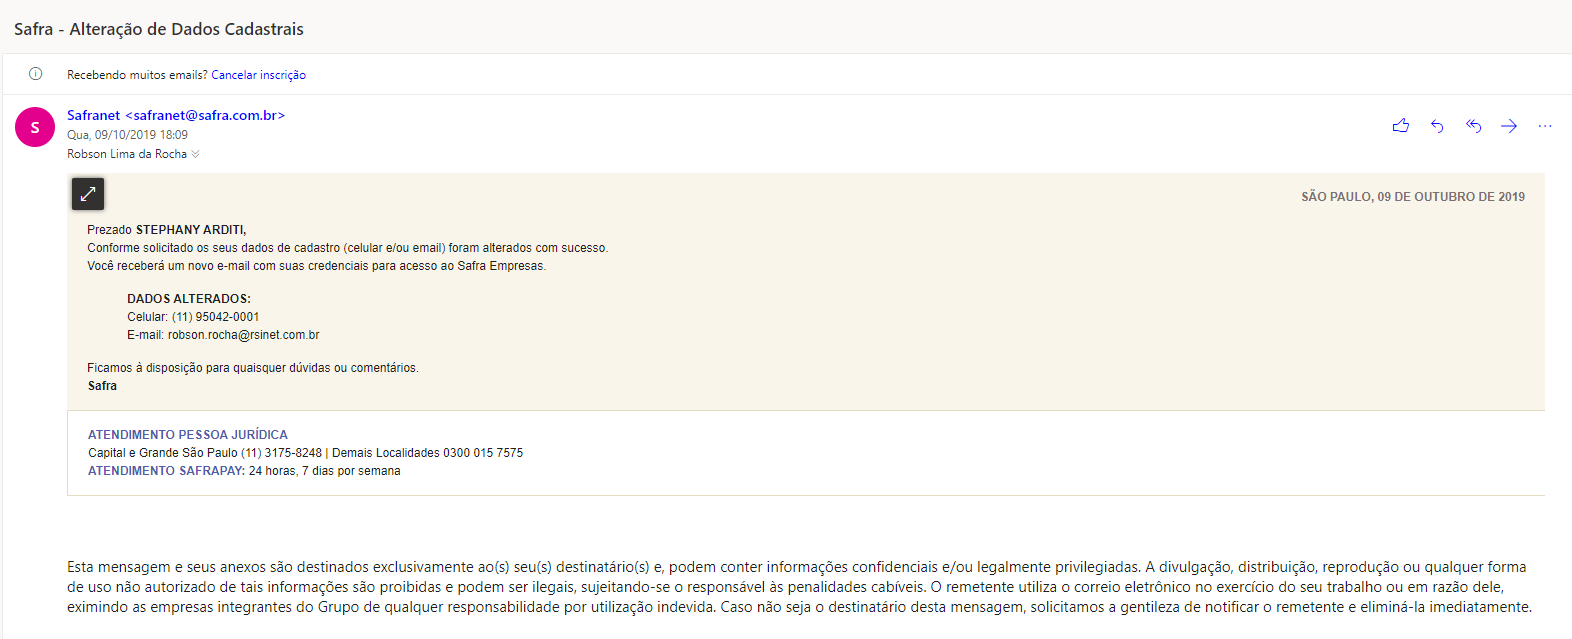 Safra - Alteração de Dados Cadastrais
Recebendo muitos emails? Cancelar inscrição
S
Safranet <safranet@safra.com.br>
Qua, 09/10/2019 18:09
Robson Lima da Rocha
SÃO PAULO, 09 DE OUTUBRO DE 2019
Prezado STEPHANY ARDITI,
Conforme solicitado os seus dados de cadastro (celular e/ou email) foram alterados com sucesso.
Você receberá um novo e-mail com suas credenciais para acesso ao Safra Empresas.
DADOS ALTERADOS:
Celular: (11) 95042-0001
E-mail: robson.rocha@rsinet.com.br
Ficamos à disposição para quaisquer dúvidas ou comentários.
Safra
ATENDIMENTO PESSOA JURÍDICA
Capital e Grande São Paulo (11) 3175-8248 | Demais Localidades 0300 015 7575
ATENDIMENTO SAFRAPAY: 24 horas, 7 dias por semana
Esta mensagem e seus anexos são destinados exclusivamente ao(s) seu(s) destinatário(s) e, podem conter informações confidenciais e/ou legalmente privilegiadas. A divulgação, distribuição, reprodução ou qualquer forma
de uso não autorizado de tais informações são proibidas e podem ser ilegais, sujeitando-se o responsável às penalidades cabíveis. O remetente utiliza o correio eletrônico no exercício do seu trabalho ou em razão dele,
eximindo as empresas integrantes do Grupo de qualquer responsabilidade por utilização indevida. Caso não seja o destinatário desta mensagem, solicitamos a gentileza de notificar o remetente e eliminá-la imediatamente.